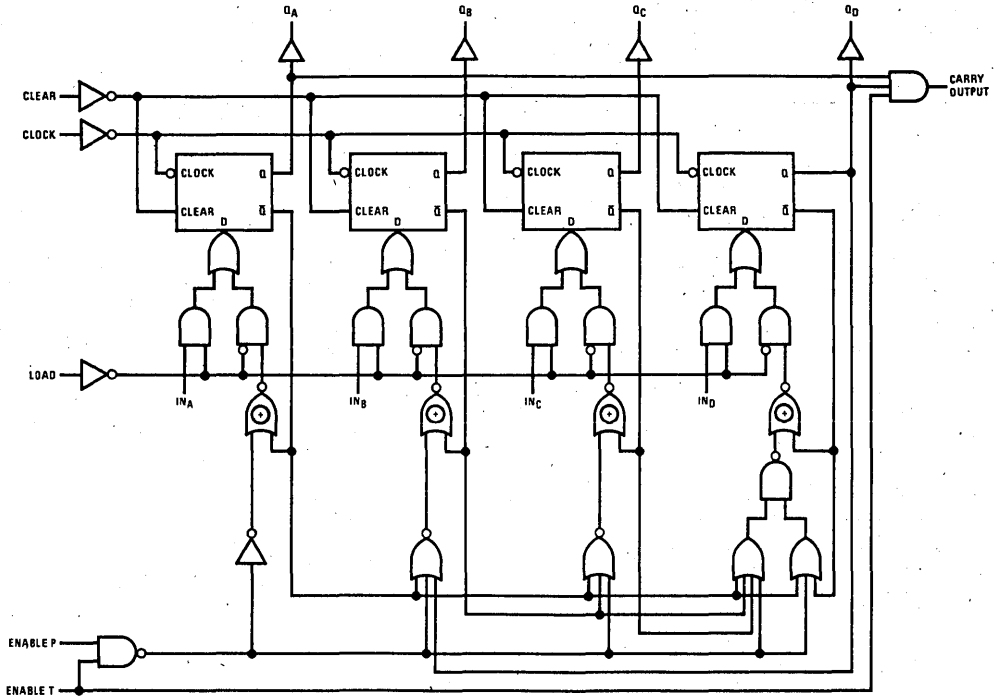 QA QB QC QD
CARRY
OUTPUT
CLEAR
CLOCK
CLOCK Q CLOCK Q CLOCK Q CLOCK Q
CLEAR Q̅ CLEAR Q̅ CLEAR Q̅ CLEAR Q̅
D D D D
LOAD
INA INB INC IND
+ + + +
ENABLE P
ENABLE T